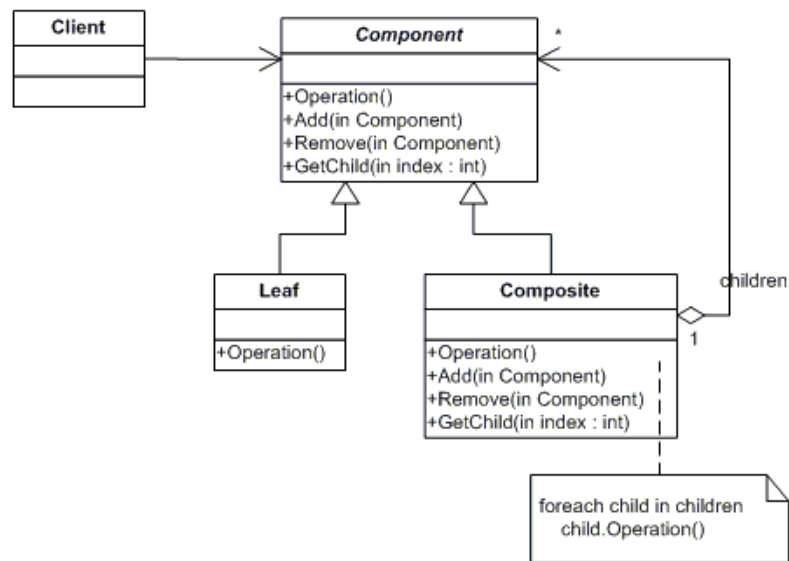 Client
Component
*
+Operation()
+Add(in Component)
+Remove(in Component)
+GetChild(in index : int)
Leaf
+Operation()
Composite
children
1
+Operation()
+Add(in Component)
+Remove(in Component)
+GetChild(in index : int)
foreach child in children
child.Operation()